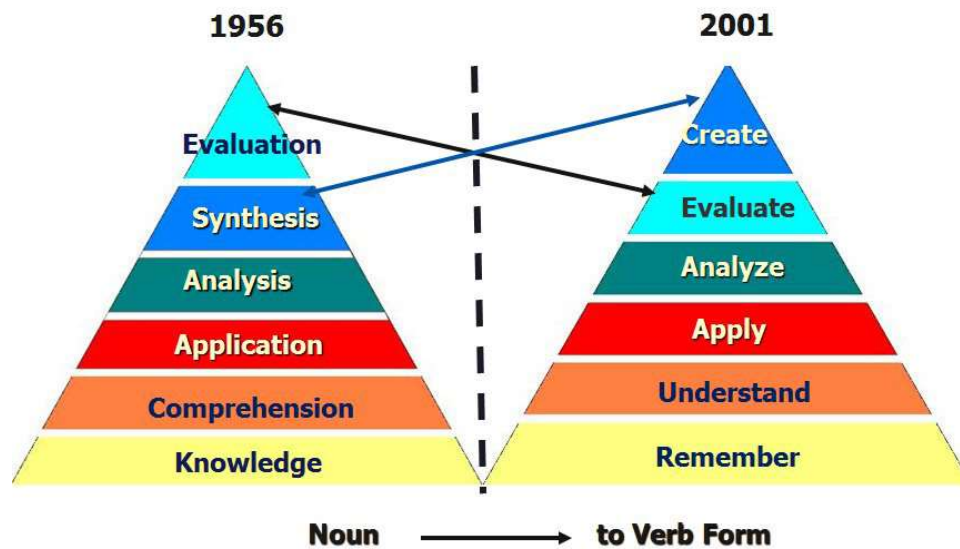 1956
Evaluation
Synthesis
Analysis
Application
Comprehension
Knowledge
2001
Create
Evaluate
Analyze
Apply
Understand
Remember
Noun to Verb Form